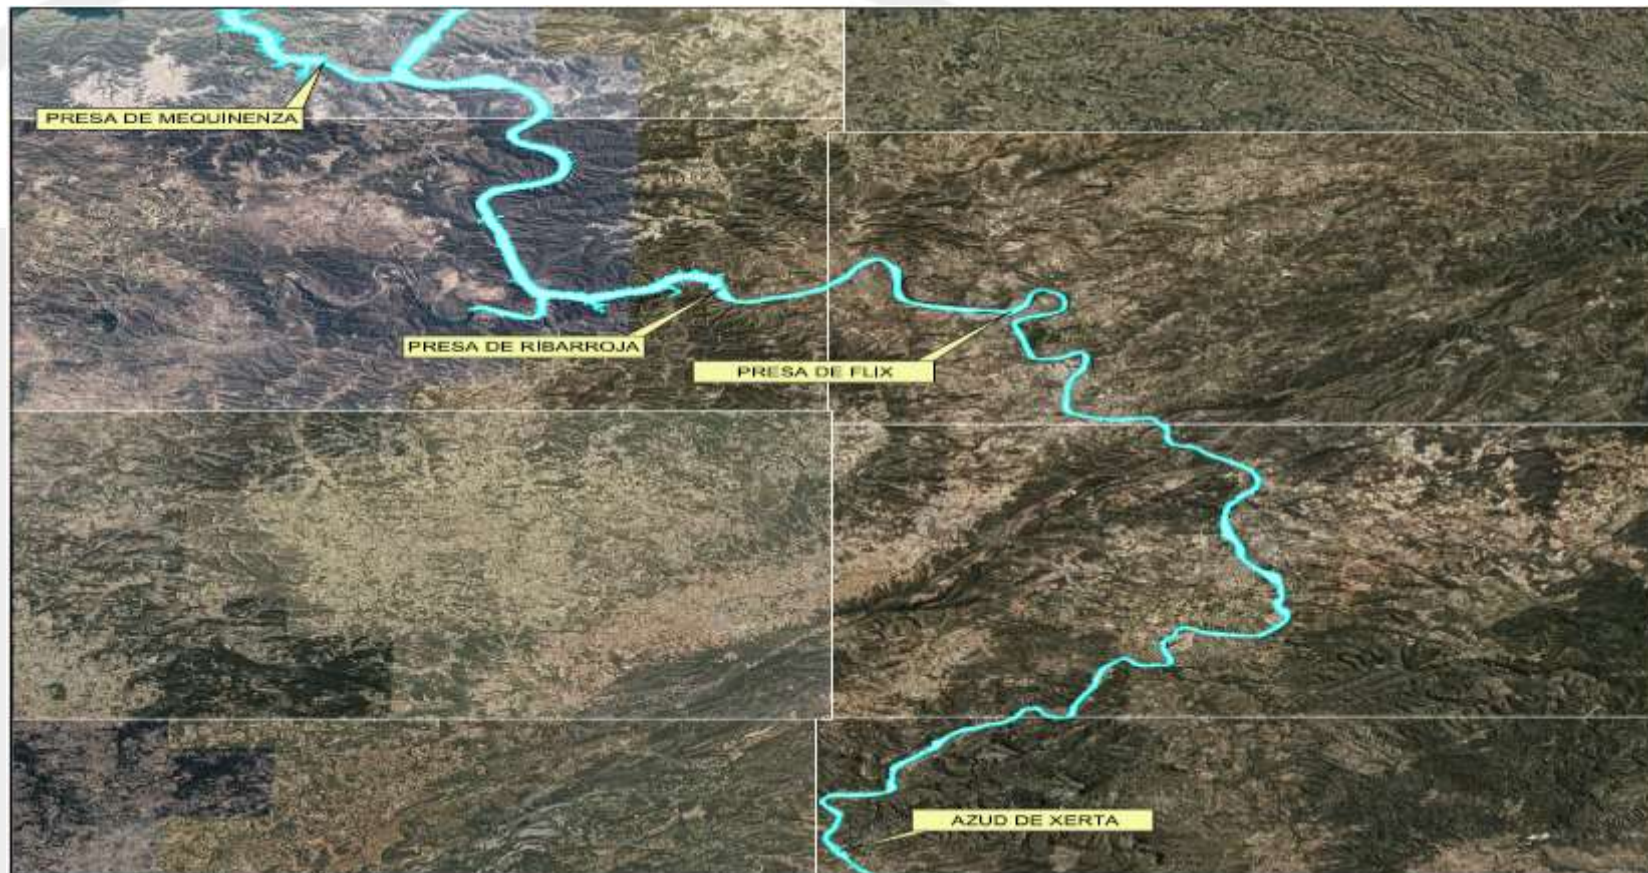 PRESA DE MEQUINENZA
PRESA DE RIBARROJA
PRESA DE FLIX
AZUD DE XERTA